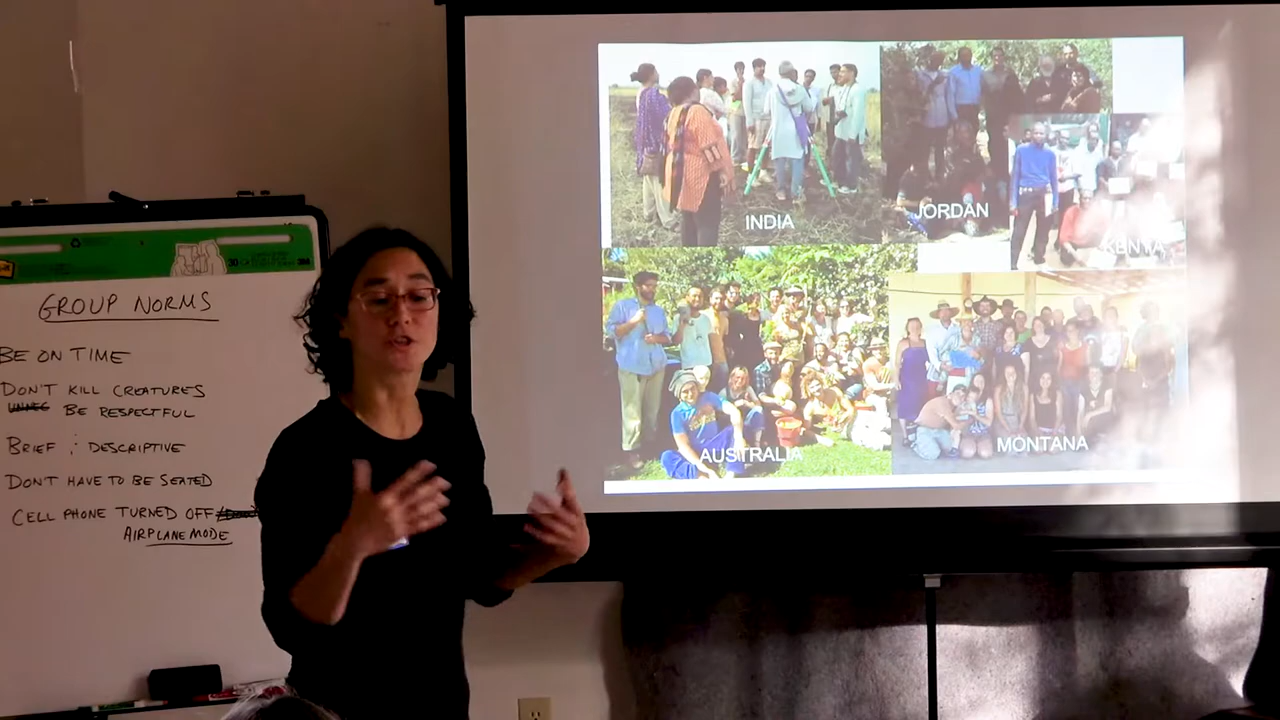 GROUP NORMS
BE ON TIME
DON'T KILL CREATURES
BE RESPECTFUL
BRIEF ; DESCRIPTIVE
DON'T HAVE TO BE SEATED
CELL PHONE TURNED OFF
AIRPLANE MODE
INDIA
JORDAN
KENYA
AUSTRALIA
MONTANA